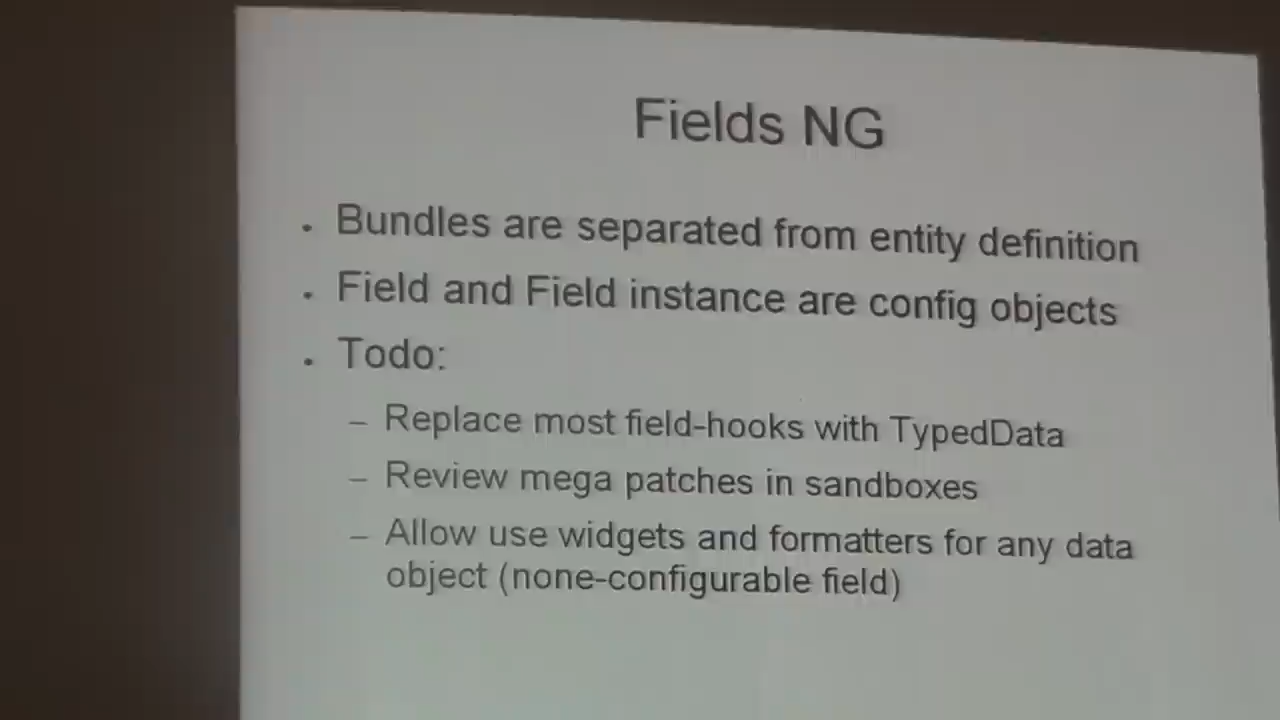 Fields NG
. Bundles are separated from entity definition
. Field and Field instance are config objects
. Todo:
– Replace most field-hooks with TypedData
– Review mega patches in sandboxes
– Allow use widgets and formatters for any data
object (none-configurable field)